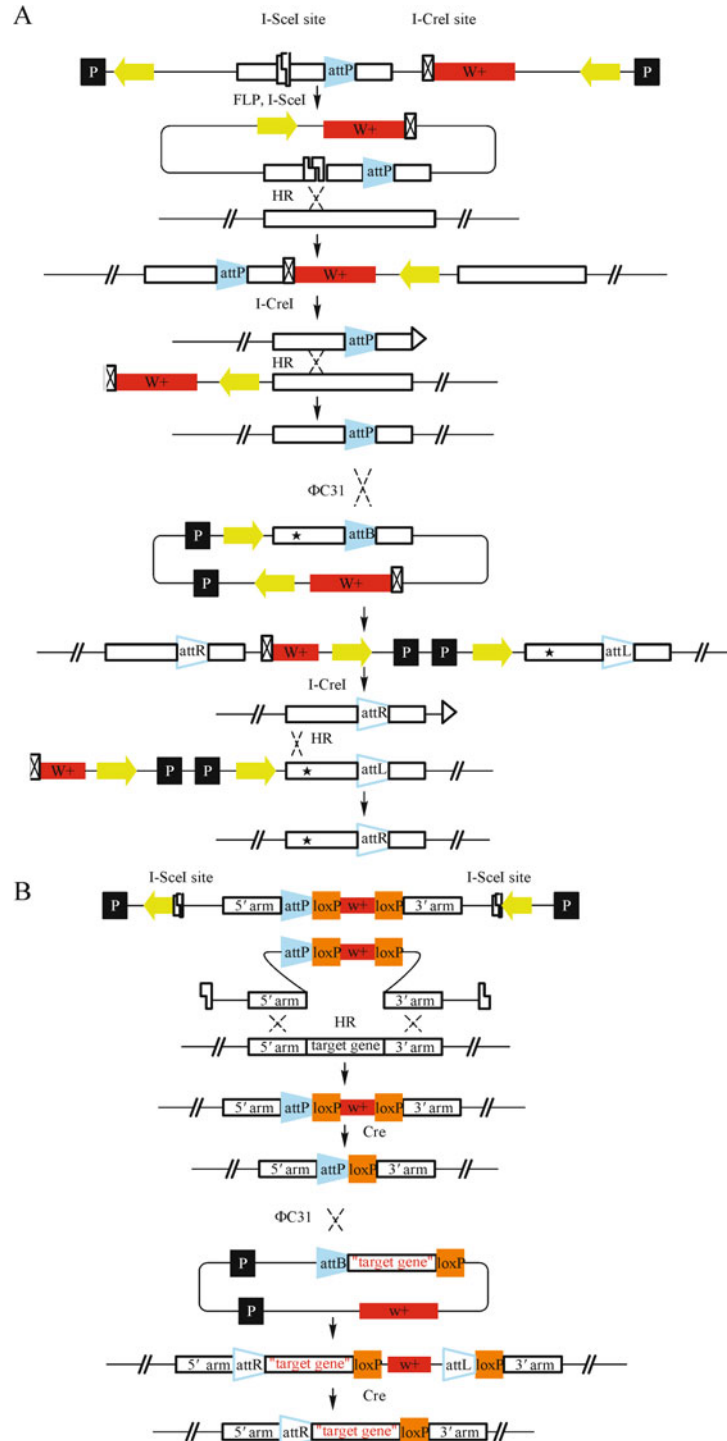 A
I-SceI site I-CreI site
P attP W+ P
FLP, I-SceI
W+
attP
HR
attP W+
I-CreI
attP
HR
W+
attP
ΦC31
P attB
P W+
attR W+ P P attL
I-CreI
attR
HR
W+ P P attL
attR
B
I-SceI site I-SceI site
P 5′ arm attP loxP w+ loxP 3′ arm P
attP loxP w+ loxP
5′ arm 3′ arm
HR
5′ arm target gene 3′ arm
5′ arm attP loxP w+ loxP 3′ arm
Cre
5′ arm attP loxP 3′ arm
ΦC31
P attB "target gene" loxP
P w+
5′ arm attR "target gene" loxP w+ attL loxP 3′ arm
Cre
5′ arm attR "target gene" loxP 3′ arm